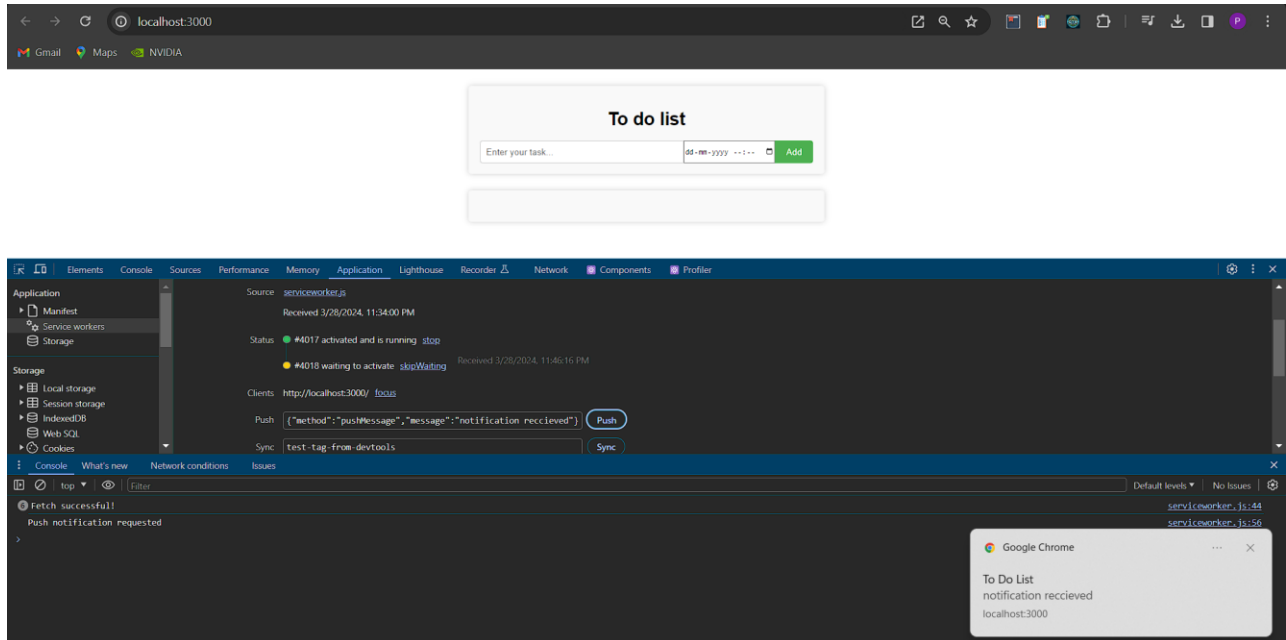 localhost:3000
P
Gmail Maps NVIDIA
To do list
Enter your task... dd-mm-yyyy --:-- Add
Elements Console Sources Performance Memory Application Lighthouse Recorder Network Components Profiler
Application
Manifest
Service workers
Storage
Storage
Local storage
Session storage
IndexedDB
Web SQL
Cookies
Source serviceworker.js
Received 3/28/2024, 11:34:00 PM
Status #4017 activated and is running stop
#4018 waiting to activate skipWaiting Received 3/28/2024, 11:46:16 PM
Clients http://localhost:3000/ focus
Push {"method":"pushMessage","message":"notification reccieved"} Push
Sync test-tag-from-devtools Sync
Console What's new Network conditions Issues
top Filter Default levels No Issues
6 Fetch successful! serviceworker.js:44
Push notification requested serviceworker.js:56
Google Chrome
To Do List
notification reccieved
localhost:3000